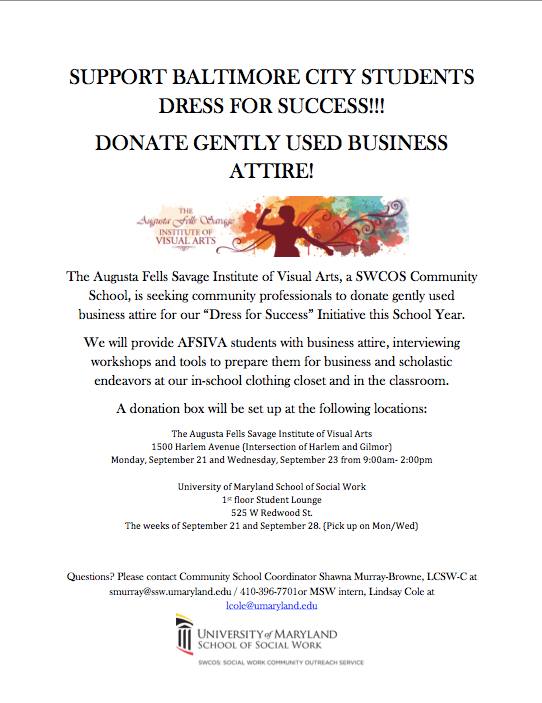 SUPPORT BALTIMORE CITY STUDENTS
DRESS FOR SUCCESS!!!
DONATE GENTLY USED BUSINESS
ATTIRE!
THE
Augusta Fells Savage
INSTITUTE OF
VISUAL ARTS
The Augusta Fells Savage Institute of Visual Arts, a SWCOS Community
School, is seeking community professionals to donate gently used
business attire for our “Dress for Success” Initiative this School Year.
We will provide AFSIVA students with business attire, interviewing
workshops and tools to prepare them for business and scholastic
endeavors at our in-school clothing closet and in the classroom.
A donation box will be set up at the following locations:
The Augusta Fells Savage Institute of Visual Arts
1500 Harlem Avenue (Intersection of Harlem and Gilmor)
Monday, September 21 and Wednesday, September 23 from 9:00am- 2:00pm
University of Maryland School of Social Work
1st floor Student Lounge
525 W Redwood St.
The weeks of September 21 and September 28. (Pick up on Mon/Wed)
Questions? Please contact Community School Coordinator Shawna Murray-Browne, LCSW-C at
smurray@ssw.umaryland.edu / 410-396-7701or MSW intern, Lindsay Cole at
lcole@umaryland.edu
UNIVERSITY of MARYLAND
SCHOOL OF SOCIAL WORK
SWCOS: SOCIAL WORK COMMUNITY OUTREACH SERVICE